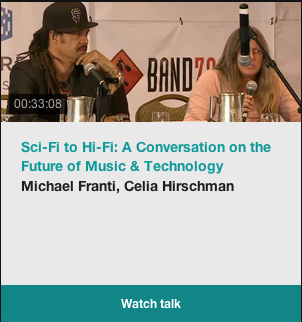 BANDZO
00:33:08
Sci-Fi to Hi-Fi: A Conversation on the
Future of Music & Technology
Michael Franti, Celia Hirschman
Watch talk